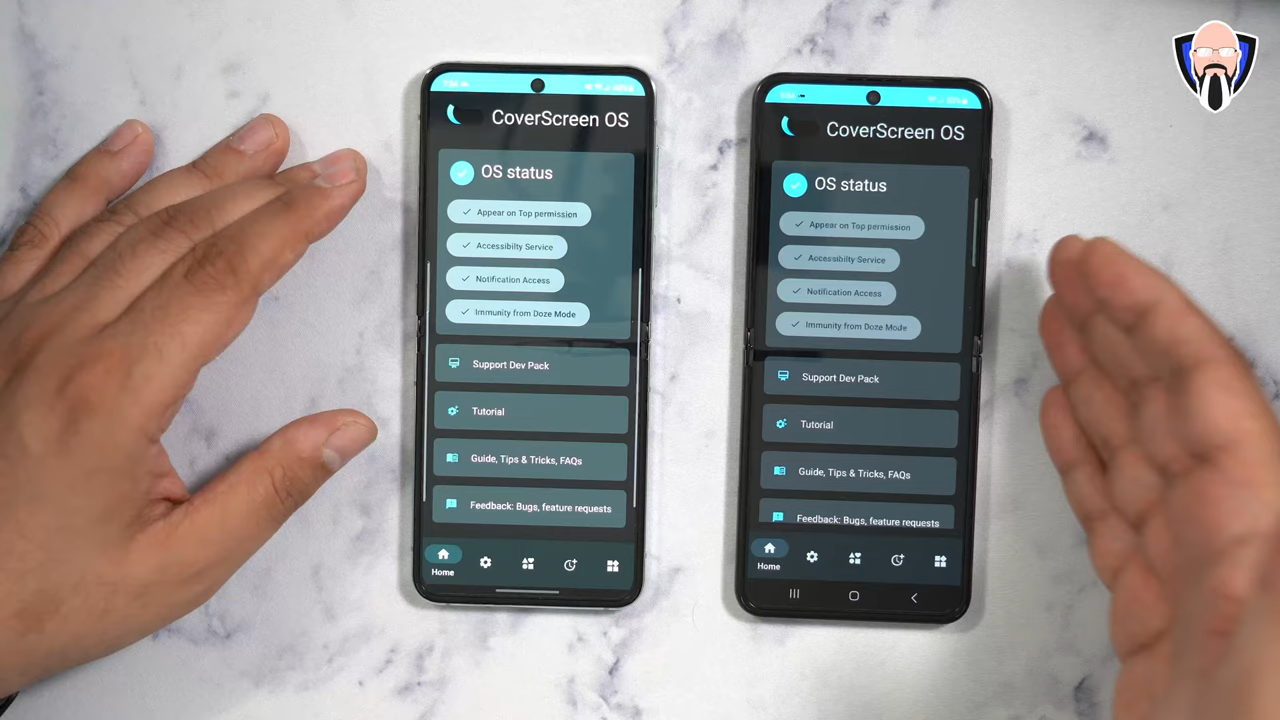 CoverScreen OS
OS status
Appear on Top permission
Accessibilty Service
Notification Access
Immunity from Doze Mode
Support Dev Pack
Tutorial
Guide, Tips & Tricks, FAQs
Feedback: Bugs, feature requests
Home
CoverScreen OS
OS status
Appear on Top permission
Accessibilty Service
Notification Access
Immunity from Doze Mode
Support Dev Pack
Tutorial
Guide, Tips & Tricks, FAQs
Feedback: Bugs, feature requests
Home